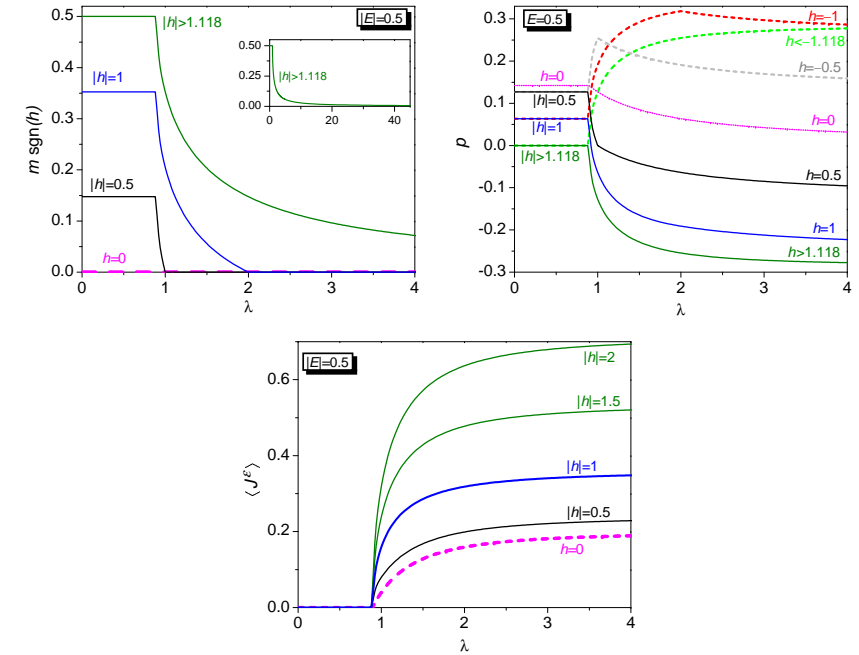 |E|=0.5
|h|>1.118
0.5
0.4
0.3
0.2
0.1
0.0
m sgn(h)
|h|=1
|h|=0.5
h=0
0.50
0.25
0.00
|h|>1.118
0 20 40
0 1 2 3 4
λ
E=0.5
h=−1
h<-1.118
h=−0.5
h=0
|h|=0.5
|h|=1
|h|>1.118
h=0
h=0.5
h=1
h>1.118
0.3
0.2
0.1
0.0
-0.1
-0.2
-0.3
p
0 1 2 3 4
λ
|E|=0.5
|h|=2
|h|=1.5
|h|=1
|h|=0.5
h=0
0.6
0.4
0.2
0.0
⟨J^ε⟩
0 1 2 3 4
λ